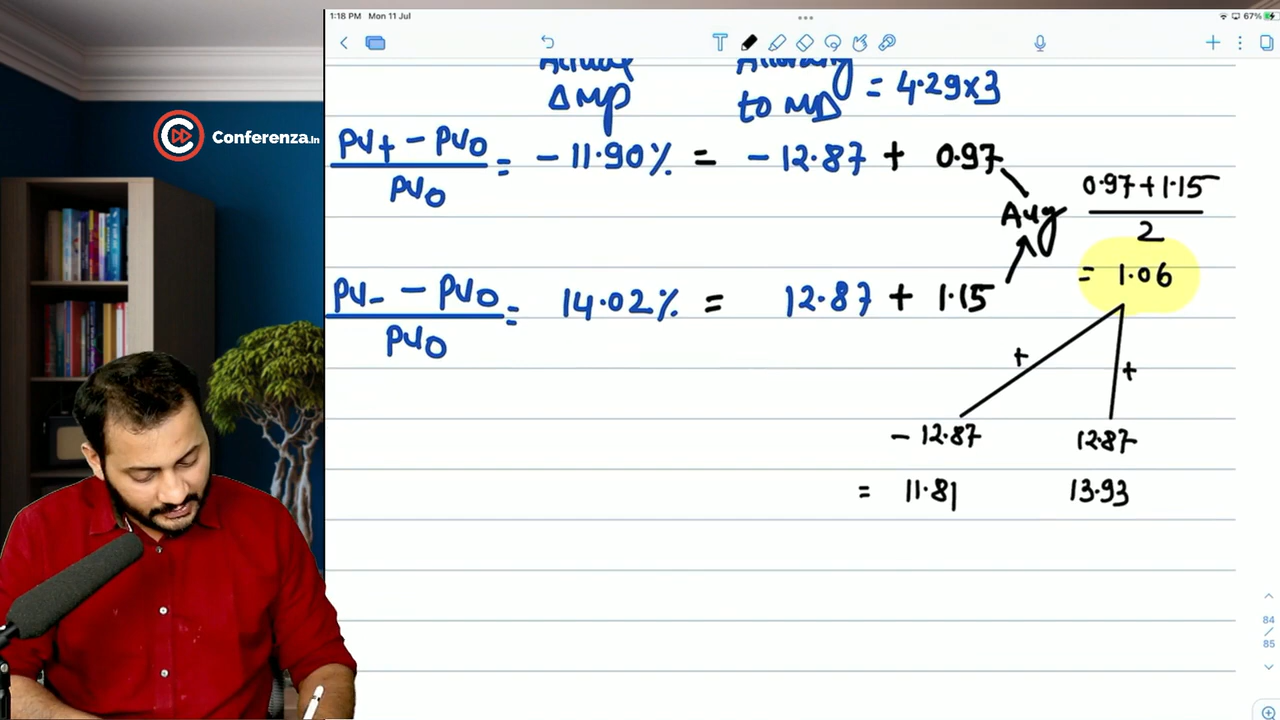 1:18 PM Mon 11 Jul
67%
Conferenza.in
Actual According
ΔMP to MD = 4.29×3
PV+ - PV0 / PV0 = -11.90% = -12.87 + 0.97
Avg 0.97+1.15 / 2
= 1.06
PV- - PV0 / PV0 = 14.02% = 12.87 + 1.15
+ +
-12.87 12.87
= 11.81 13.93
84
/
85